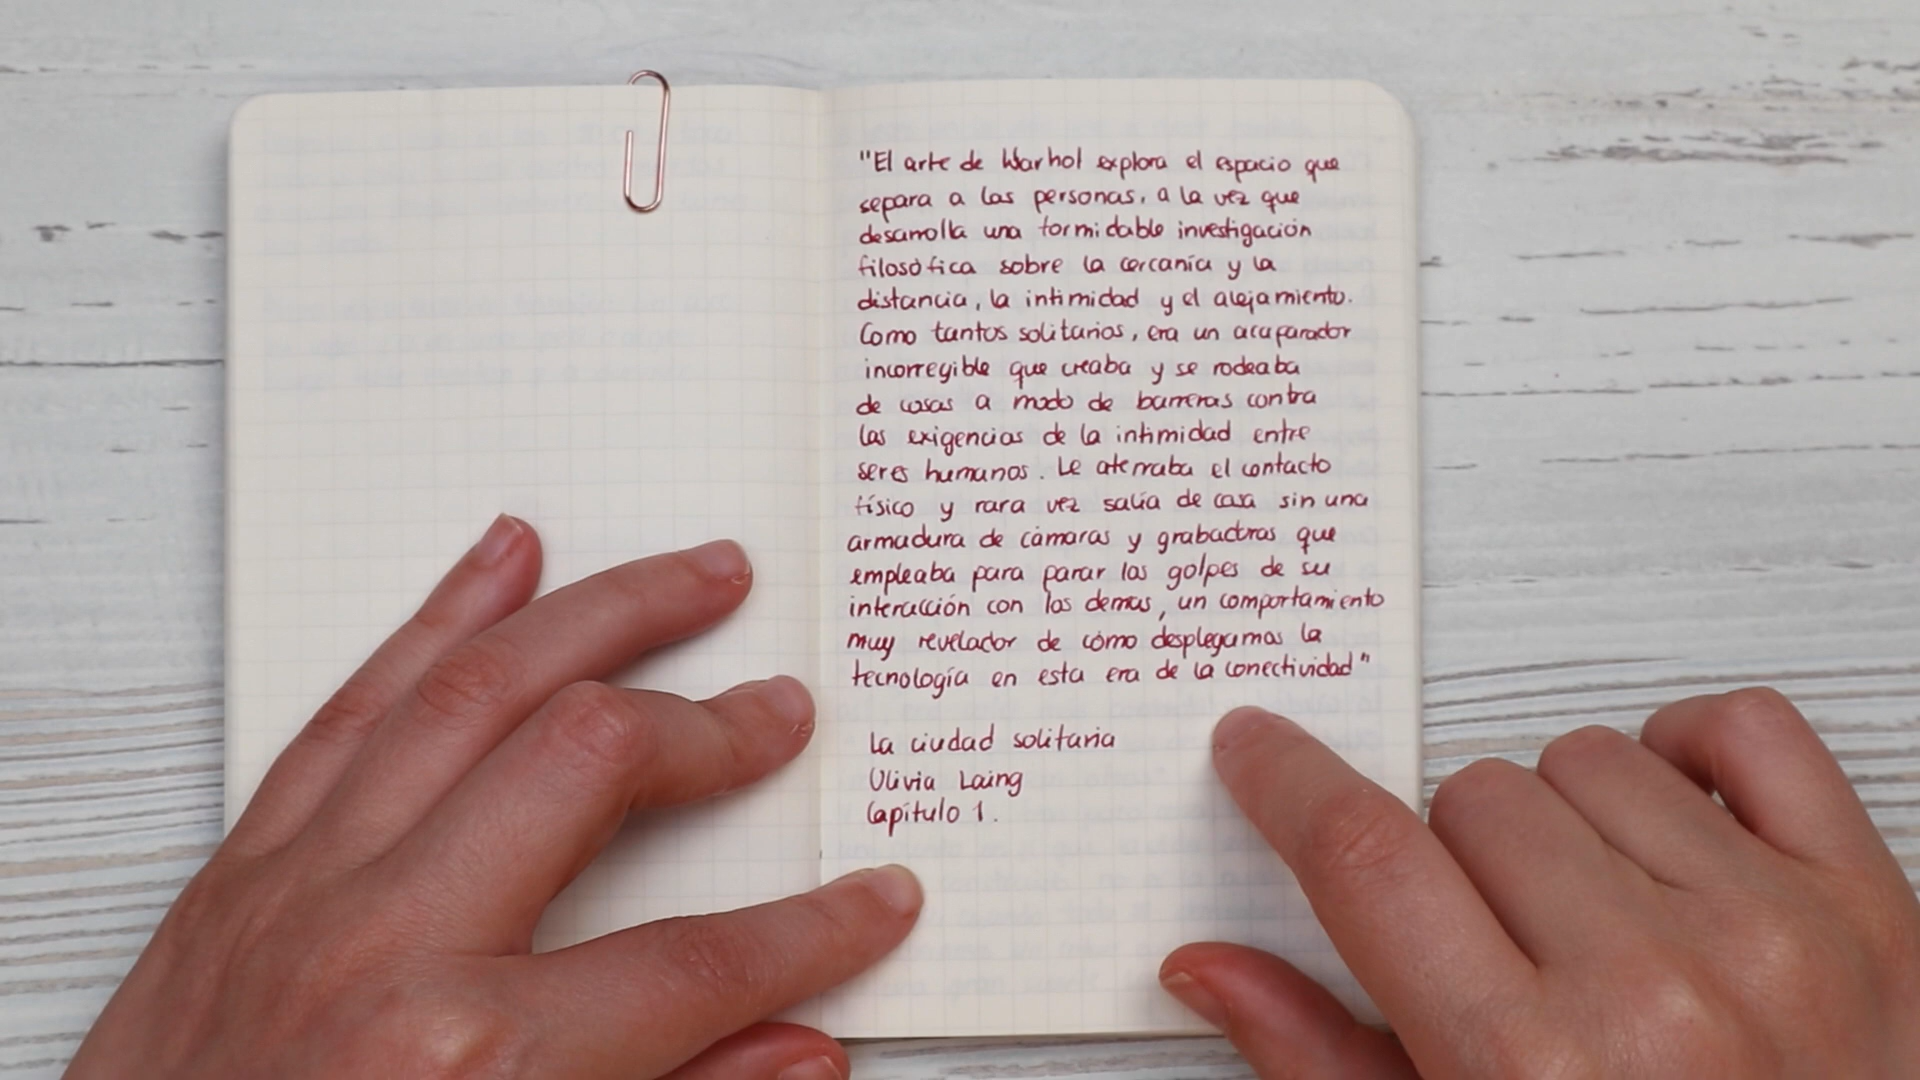 "El arte de Warhol explora el espacio que
separa a las personas, a la vez que
desarrolla una formidable investigación
filosófica sobre la cercanía y la
distancia, la intimidad y el alejamiento.
Como tantos solitarios, era un acaparador
incorregible que creaba y se rodeaba
de cosas a modo de barreras contra
las exigencias de la intimidad entre
seres humanos. Le aterraba el contacto
físico y rara vez salía de casa sin una
armadura de cámaras y grabadoras que
empleaba para parar los golpes de su
interacción con los demás, un comportamiento
muy revelador de cómo desplegamos la
tecnología en esta era de la conectividad"
La ciudad solitaria
Olivia Laing
Capítulo 1.